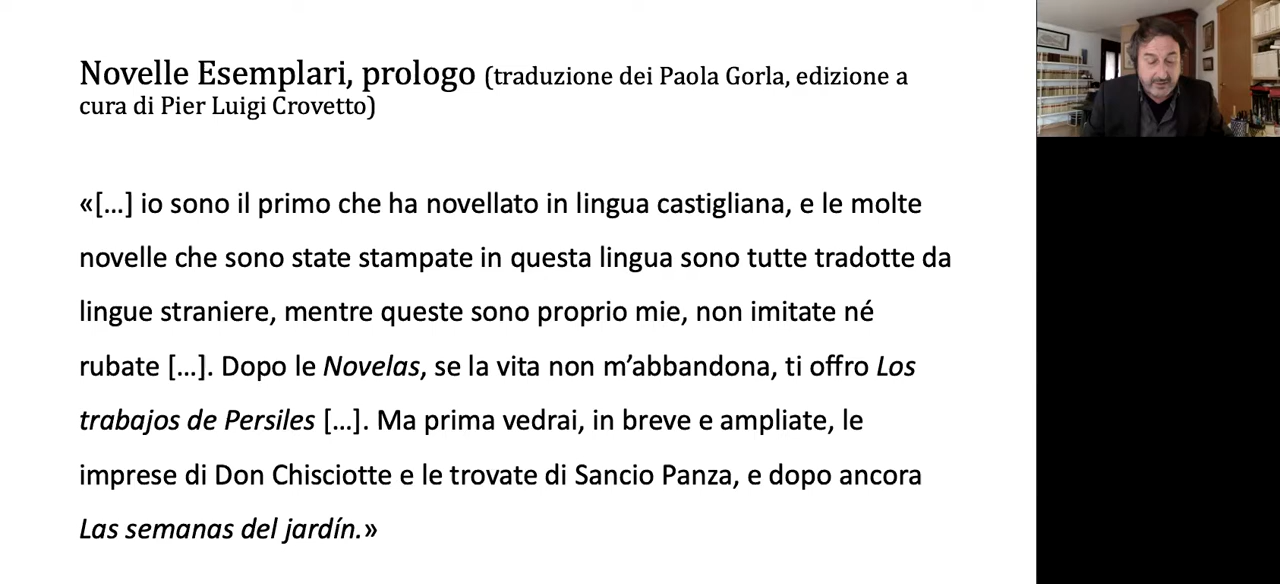 Novelle Esemplari, prologo (traduzione dei Paola Gorla, edizione a
cura di Pier Luigi Crovetto)
«[…] io sono il primo che ha novellato in lingua castigliana, e le molte
novelle che sono state stampate in questa lingua sono tutte tradotte da
lingue straniere, mentre queste sono proprio mie, non imitate né
rubate […]. Dopo le Novelas, se la vita non m’abbandona, ti offro Los
trabajos de Persiles […]. Ma prima vedrai, in breve e ampliate, le
imprese di Don Chisciotte e le trovate di Sancio Panza, e dopo ancora
Las semanas del jardín.»